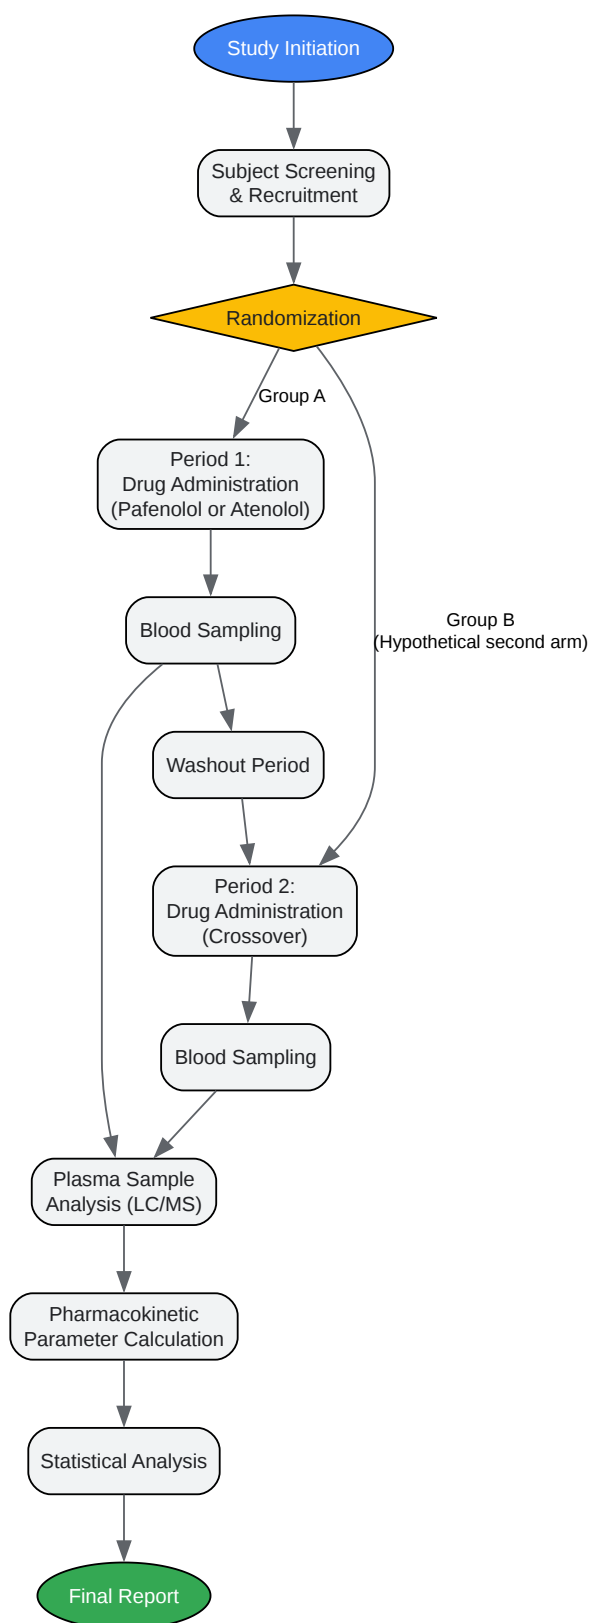 Study Initiation
Subject Screening
& Recruitment
Randomization
Group A
Period 1:
Drug Administration
(Pafenolol or Atenolol)
Blood Sampling
Group B
(Hypothetical second arm)
Washout Period
Period 2:
Drug Administration
(Crossover)
Blood Sampling
Plasma Sample
Analysis (LC/MS)
Pharmacokinetic
Parameter Calculation
Statistical Analysis
Final Report